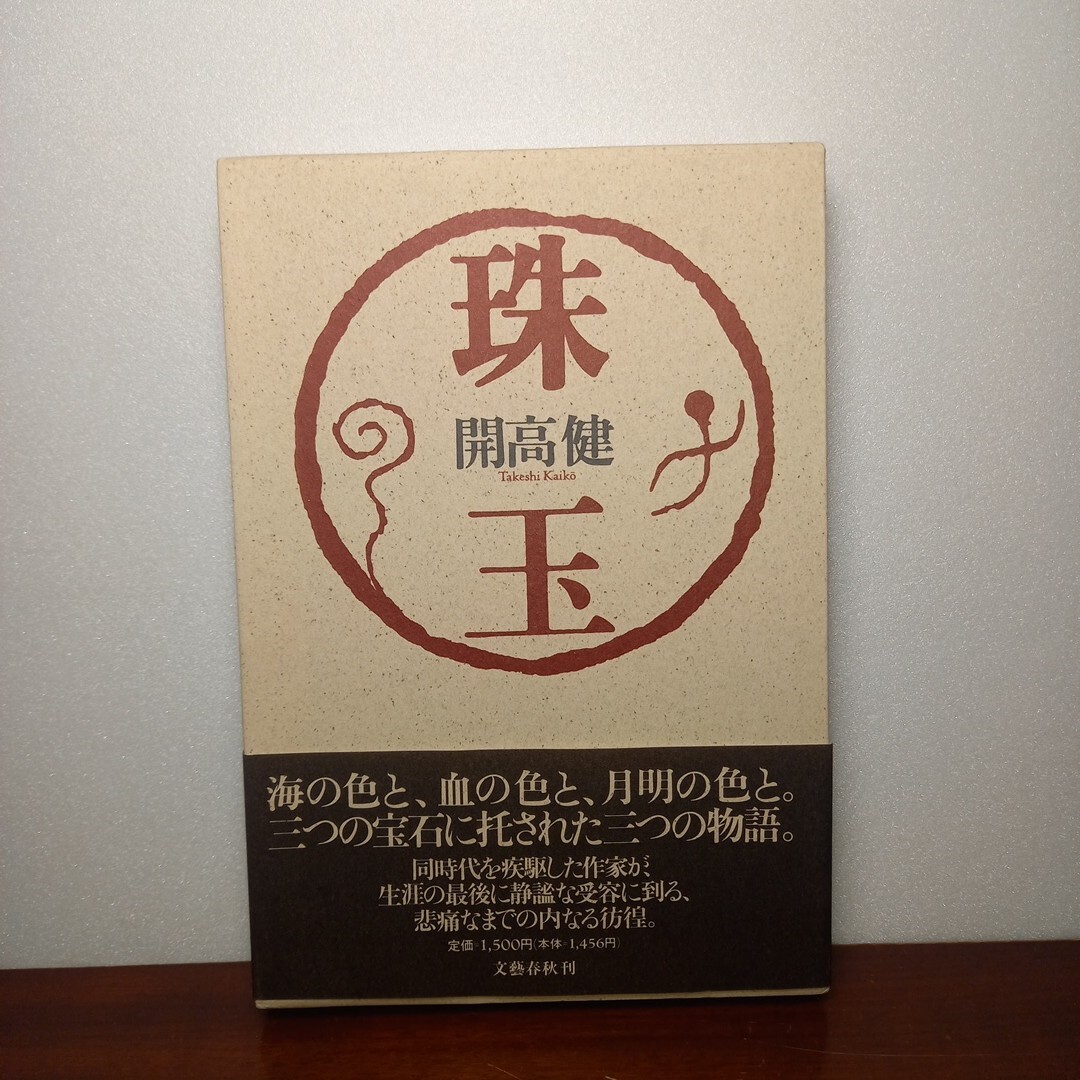 珠
開高健
Takeshi Kaikō
玉
海の色と、血の色と、月明の色と。
三つの宝石に托された三つの物語。
同時代を疾駆した作家が、
生涯の最後に静謐な受容に到る、
悲痛なまでの内なる彷徨。
定価=1,500円(本体=1,456円)
文藝春秋刊